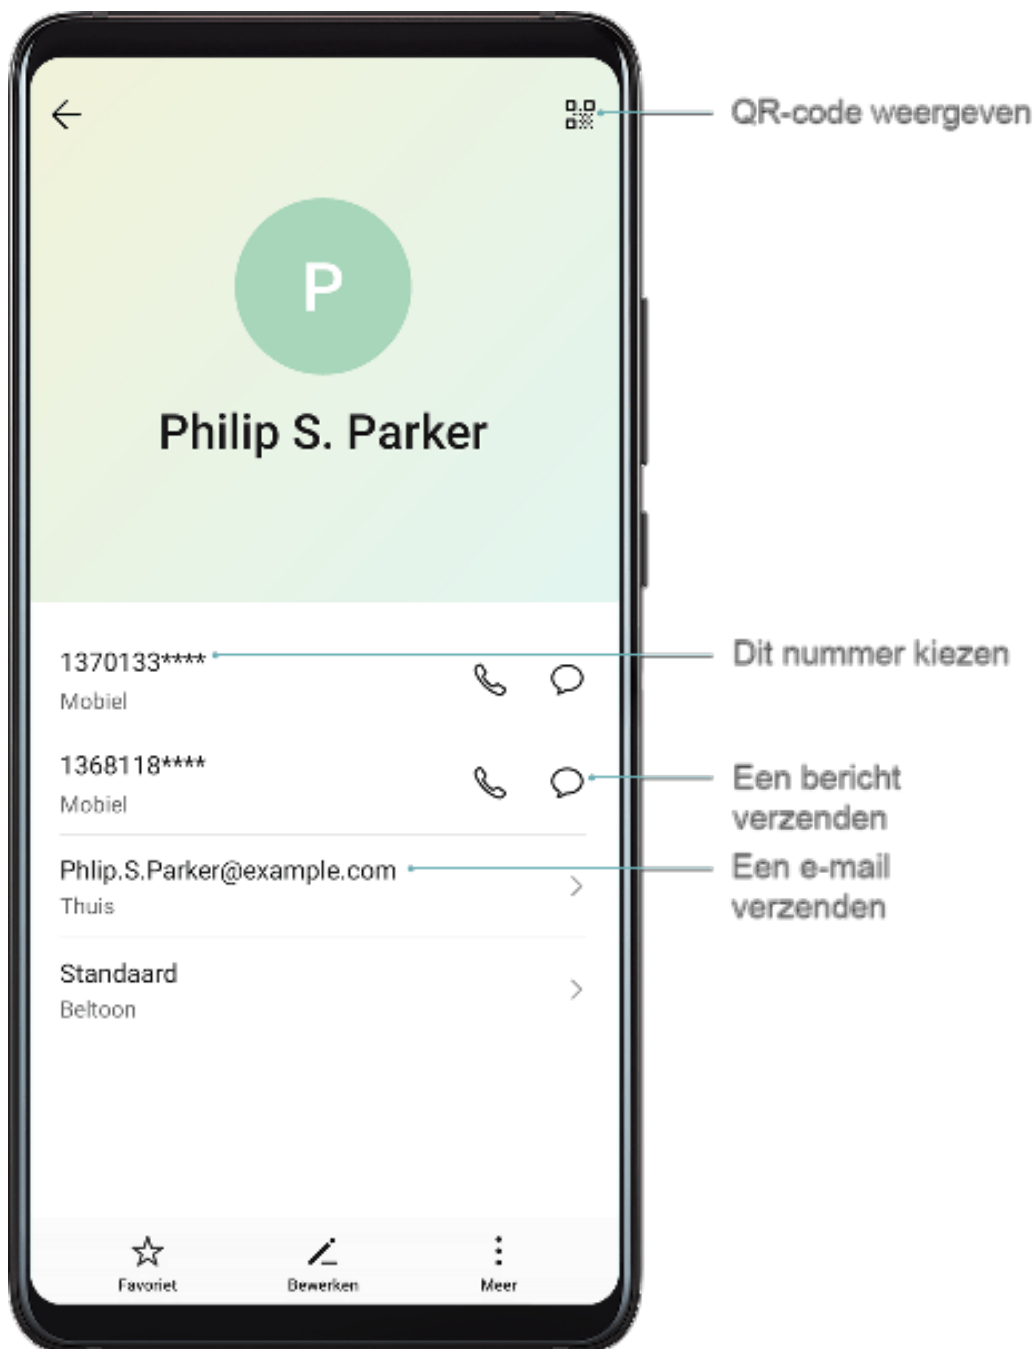 QR-code weergeven
P
Philip S. Parker
1370133****
Dit nummer kiezen
Mobiel
1368118****
Een bericht
verzenden
Mobiel
Phlip.S.Parker@example.com
Een e-mail
verzenden
Thuis
Standaard
Beltoon
Favoriet
Bewerken
Meer